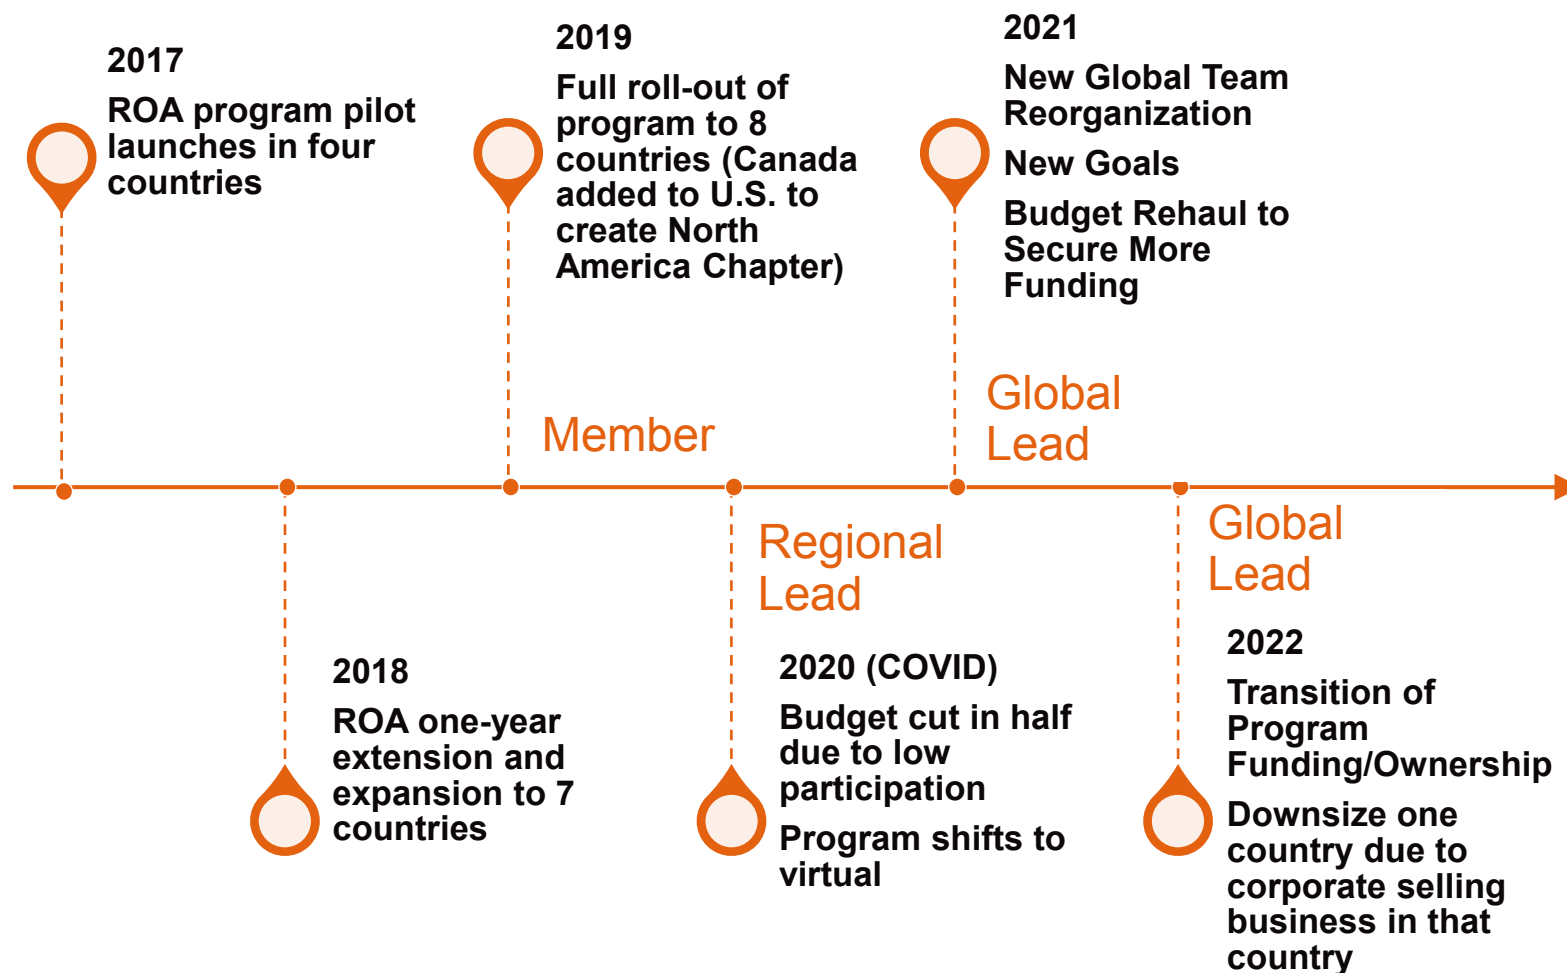 2017
ROA program pilot
launches in four
countries
2019
Full roll-out of
program to 8
countries (Canada
added to U.S. to
create North
America Chapter)
2021
New Global Team
Reorganization
New Goals
Budget Rehaul to
Secure More
Funding
Member
Global
Lead
Regional
Lead
Global
Lead
2018
ROA one-year
extension and
expansion to 7
countries
2020 (COVID)
Budget cut in half
due to low
participation
Program shifts to
virtual
2022
Transition of
Program
Funding/Ownership
Downsize one
country due to
corporate selling
business in that
country